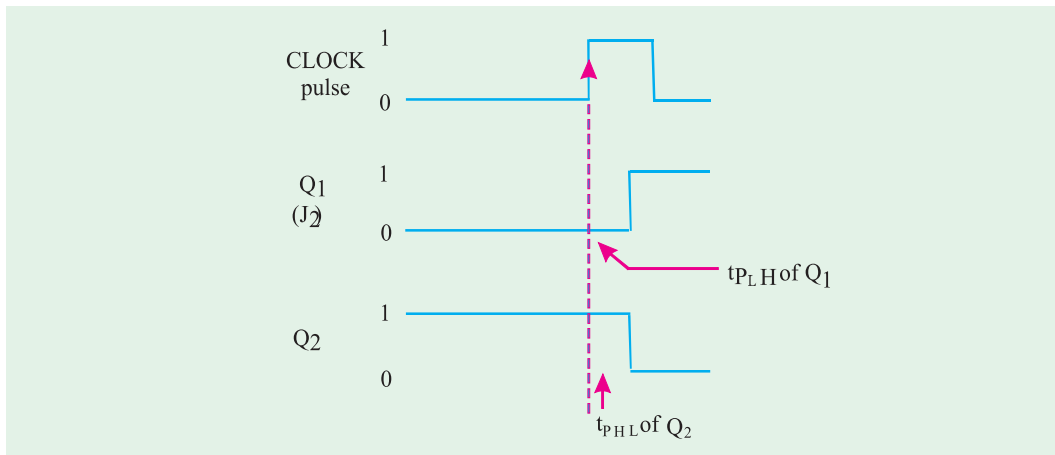 1
CLOCK
pulse
0
1
Q1
(J2)
0
tPLH of Q1
1
Q2
0
tPHL of Q2